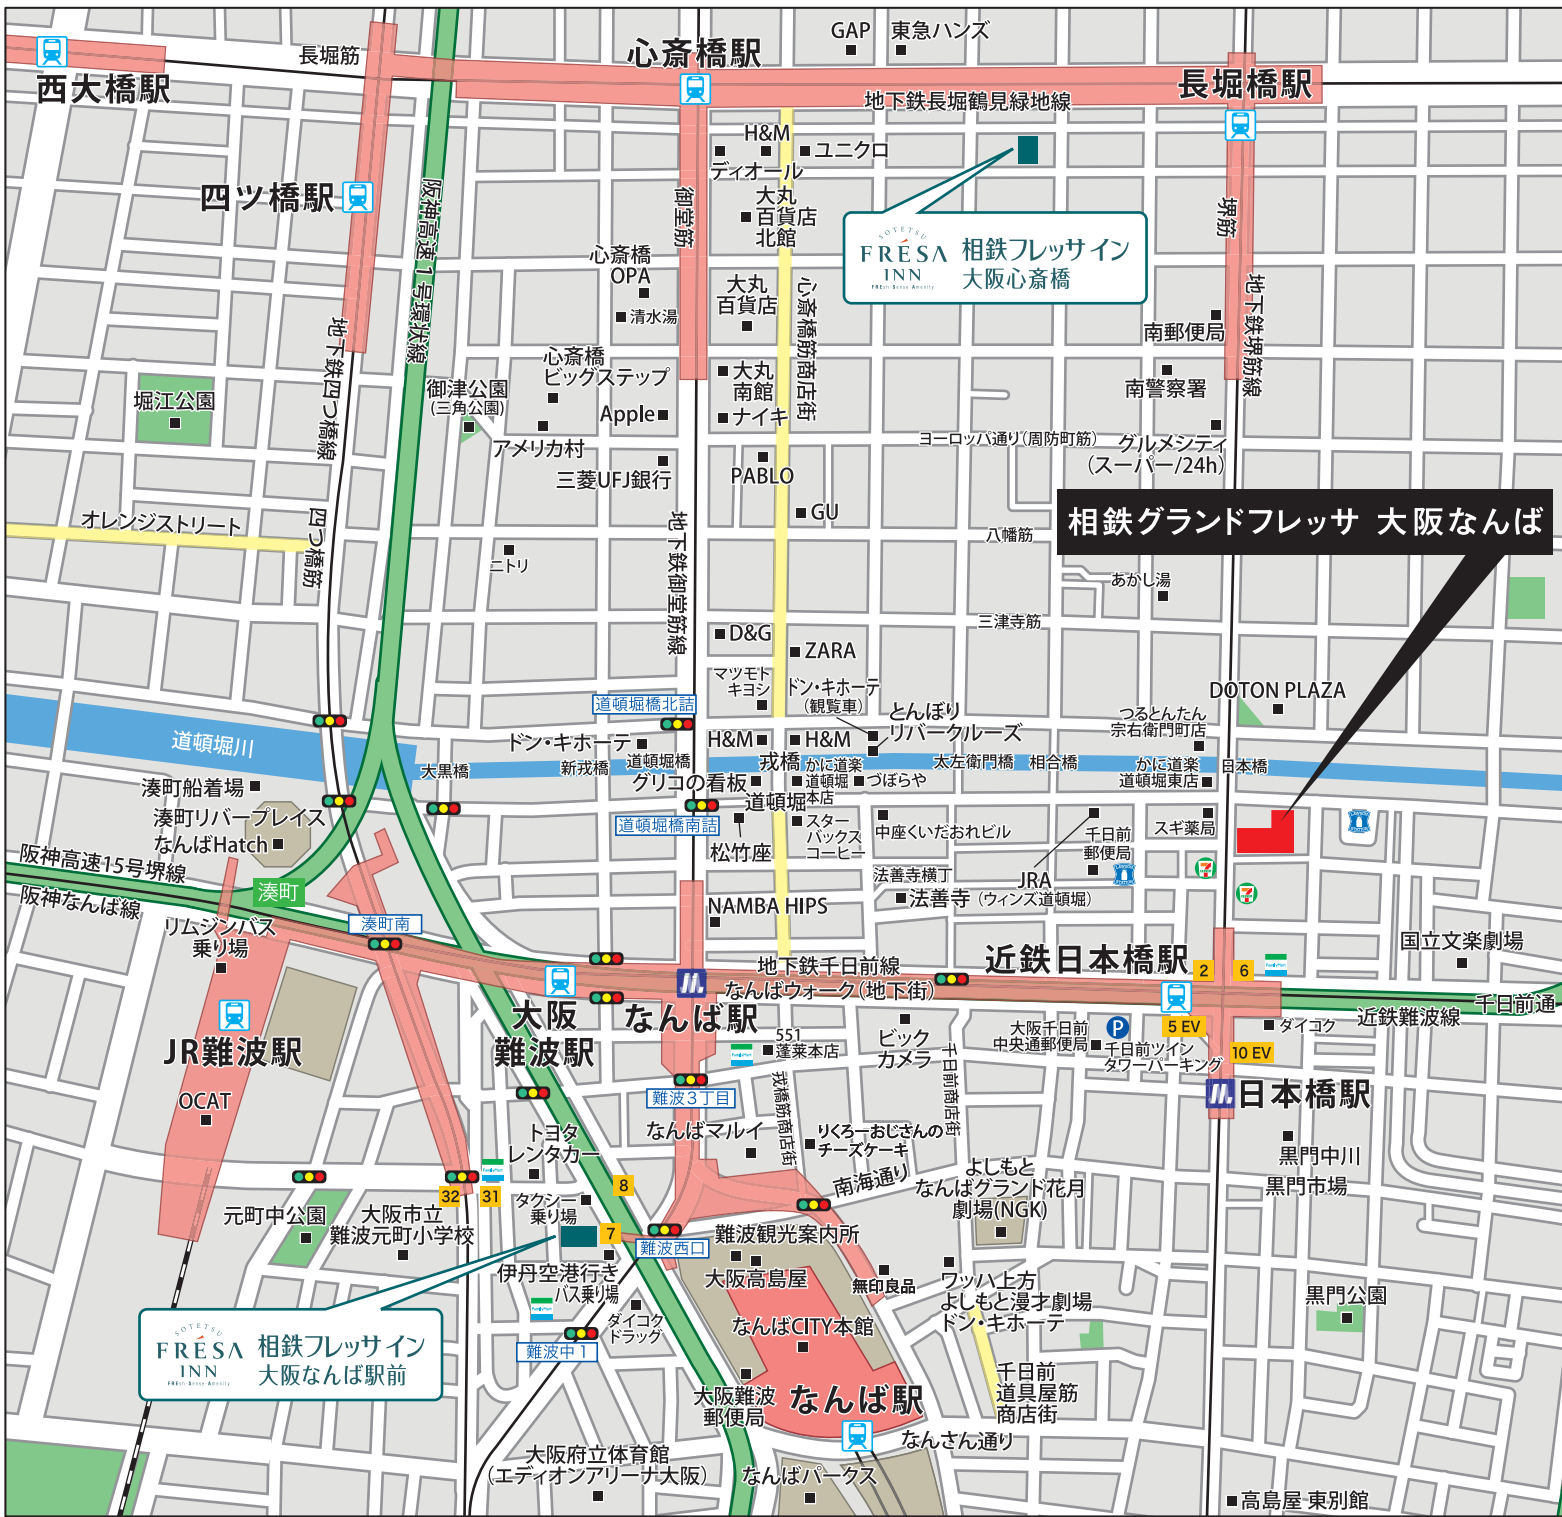 GAP
東急ハンズ
長堀筋
心斎橋駅
西大橋駅
長堀橋駅
地下鉄長堀鶴見緑地線
H&M
ユニクロ
ディオール
四ツ橋駅
阪神高速1号環状線
御堂筋
大丸
百貨店
北館
堺筋
SOTETSU
FRESA
INN
FREsh Sense Amenity
相鉄フレッサイン
大阪心斎橋
心斎橋
OPA
大丸
百貨店
心斎橋筋商店街
清水湯
地下鉄堺筋線
南郵便局
地下鉄四つ橋線
心斎橋
ビッグステップ
大丸
南館
南警察署
御津公園
(三角公園)
堀江公園
Apple
ナイキ
アメリカ村
ヨーロッパ通り(周防町筋)
グルメシティ
(スーパー/24h)
三菱UFJ銀行
PABLO
GU
オレンジストリート
四つ橋筋
地下鉄御堂筋線
相鉄グランドフレッサ 大阪なんば
八幡筋
ニトリ
あかし湯
三津寺筋
D&G
ZARA
マツモト
キヨシ
ドン・キホーテ
(観覧車)
DOTON PLAZA
道頓堀橋北詰
とんぼり
リバークルーズ
つるとんたん
宗右衛門町店
道頓堀川
ドン・キホーテ
H&M
H&M
大黒橋
新戎橋
道頓堀橋
戎橋
太左衛門橋
相合橋
日本橋
湊町船着場
グリコの看板
かに道楽
道頓堀
本店
づぼらや
かに道楽
道頓堀東店
道頓堀
湊町リバープレイス
なんばHatch
道頓堀橋南詰
松竹座
スター
バックス
コーヒー
中座くいだおれビル
千日前
郵便局
スギ薬局
阪神高速15号堺線
阪神なんば線
湊町
法善寺横丁
法善寺
JRA
(ウィンズ道頓堀)
リムジンバス
乗り場
湊町南
NAMBA HIPS
国立文楽劇場
近鉄日本橋駅
2
6
地下鉄千日前線
なんばウォーク(地下街)
大阪
難波駅
なんば駅
千日前通
近鉄難波線
JR難波駅
551
蓬莱本店
ビック
カメラ
千日前商店街
大阪千日前
中央通郵便局
P
千日前ツイン
タワーパーキング
5 EV
ダイコク
10 EV
日本橋駅
OCAT
難波3丁目
戎橋筋商店街
トヨタ
レンタカー
なんばマルイ
りくろーおじさんの
チーズケーキ
黒門中川
黒門市場
南海通り
よしもと
なんばグランド花月
劇場(NGK)
32
31
8
タクシー
乗り場
7
元町中公園
大阪市立
難波元町小学校
難波西口
難波観光案内所
大阪高島屋
無印良品
伊丹空港行き
バス乗り場
ワッハ上方
よしもと漫才劇場
ドン・キホーテ
黒門公園
ダイコク
ドラッグ
難波中1
なんばCITY本館
SOTETSU
FRESA
INN
FREsh Sense Amenity
相鉄フレッサイン
大阪なんば駅前
大阪難波
郵便局
なんば駅
千日前
道具屋筋
商店街
なんさん通り
大阪府立体育館
(エディオンアリーナ大阪)
なんばパークス
高島屋 東別館